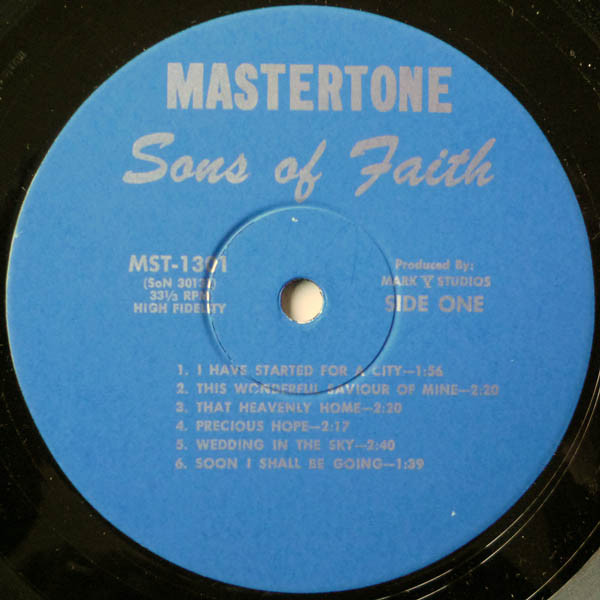 MASTERTONE
Sons of Faith
MST-1301
(SoN 30130)
33⅓ RPM
HIGH FIDELITY
Produced By:
MARK V STUDIOS
SIDE ONE
1. I HAVE STARTED FOR A CITY—1:56
2. THIS WONDERFUL SAVIOUR OF MINE—2:20
3. THAT HEAVENLY HOME—2:20
4. PRECIOUS HOPE—2:17
5. WEDDING IN THE SKY—2:40
6. SOON I SHALL BE GOING—1:39